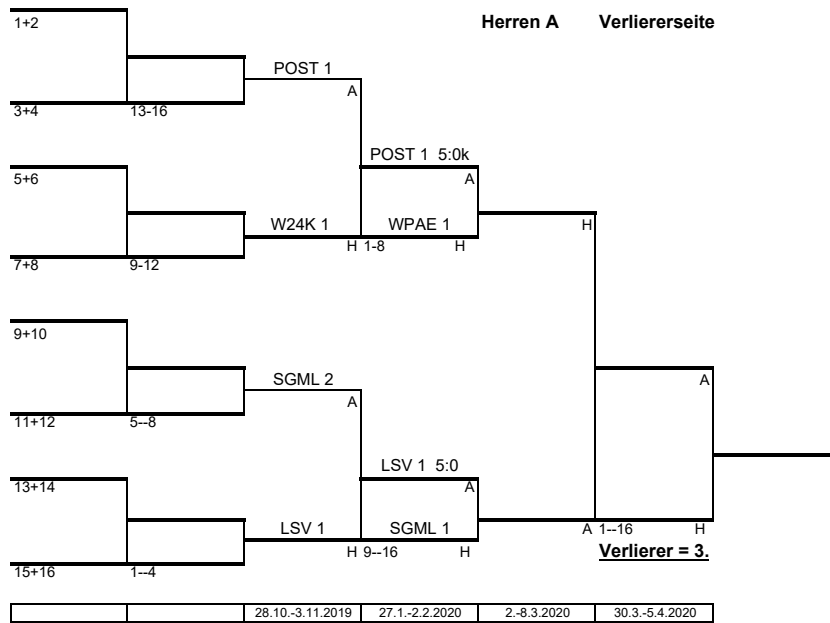 Herren A Verliererseite
1+2
POST 1
A
3+4 13-16
POST 1 5:0k
5+6 A
W24K 1 WPAE 1 H
H 1-8 H
7+8 9-12
9+10
SGML 2 A
A
11+12 5--8
LSV 1 5:0
13+14 A
LSV 1 SGML 1 A 1--16 H
H 9--16 H Verlierer = 3.
15+16 1--4
28.10.-3.11.2019 27.1.-2.2.2020 2.-8.3.2020 30.3.-5.4.2020